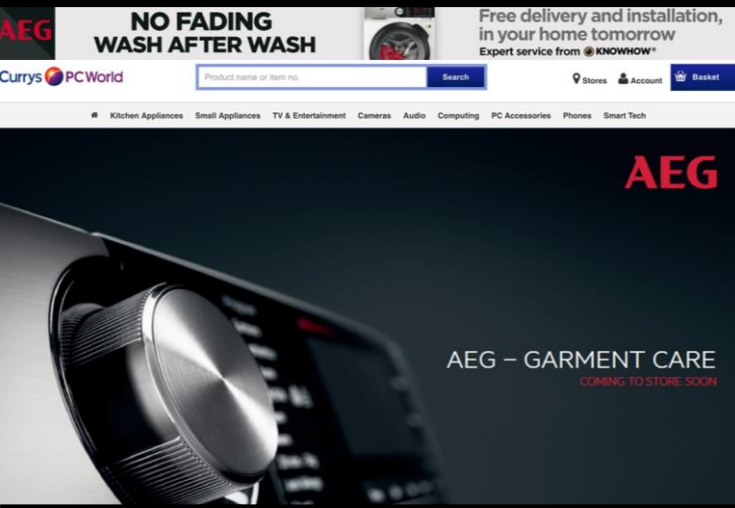 AEG
NO FADING
WASH AFTER WASH
Free delivery and installation,
in your home tomorrow
Expert service from KNOWHOW
Currys PC World
Product name or item no.
Search
Stores
Account
Basket
Kitchen Appliances Small Appliances TV & Entertainment Cameras Audio Computing PC Accessories Phones Smart Tech
AEG
AEG – GARMENT CARE
COMING TO STORE SOON